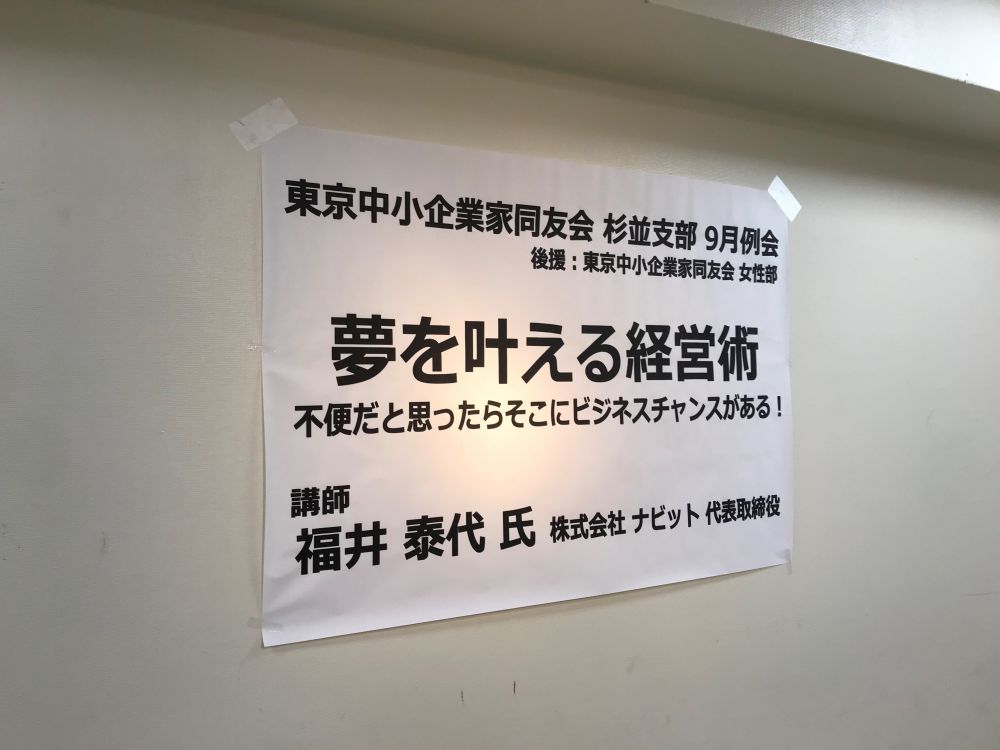 東京中小企業家同友会 杉並支部 9月例会
後援：東京中小企業家同友会 女性部
夢を叶える経営術
不便だと思ったらそこにビジネスチャンスがある！
講師
福井 泰代 氏 株式会社 ナビット 代表取締役